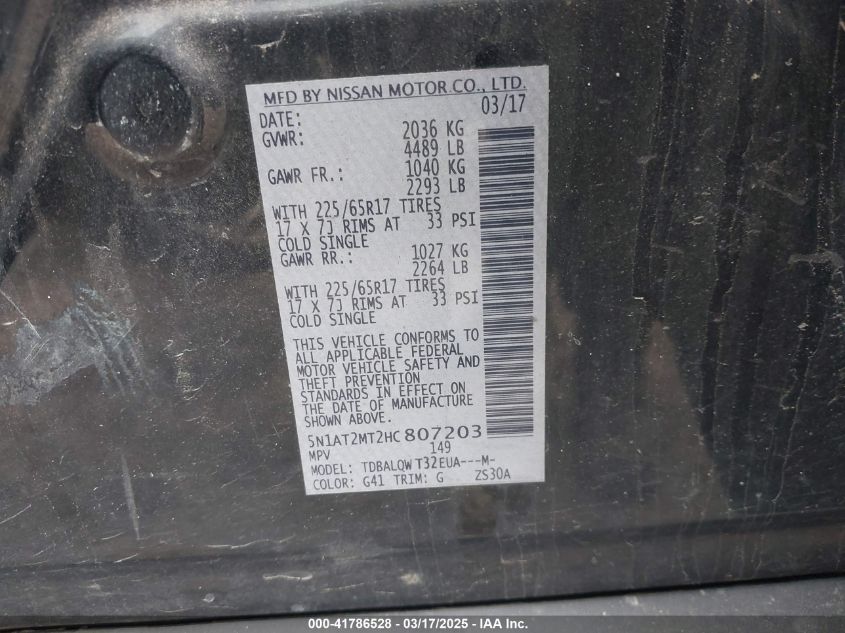 MFD BY NISSAN MOTOR CO., LTD.
DATE: 03/17
GVWR: 2036 KG
4489 LB
GAWR FR.: 1040 KG
2293 LB
WITH 225/65R17 TIRES
17 X 7J RIMS AT 33 PSI
COLD SINGLE
GAWR RR.: 1027 KG
2264 LB
WITH 225/65R17 TIRES
17 X 7J RIMS AT 33 PSI
COLD SINGLE
THIS VEHICLE CONFORMS TO
ALL APPLICABLE FEDERAL
MOTOR VEHICLE SAFETY AND
THEFT PREVENTION
STANDARDS IN EFFECT ON
THE DATE OF MANUFACTURE
SHOWN ABOVE.
5N1AT2MT2HC807203
MPV 149
MODEL: TDBALQW T32EUA---M-
COLOR: G41 TRIM: G ZS30A
000-41786528 - 03/17/2025 - IAA Inc.